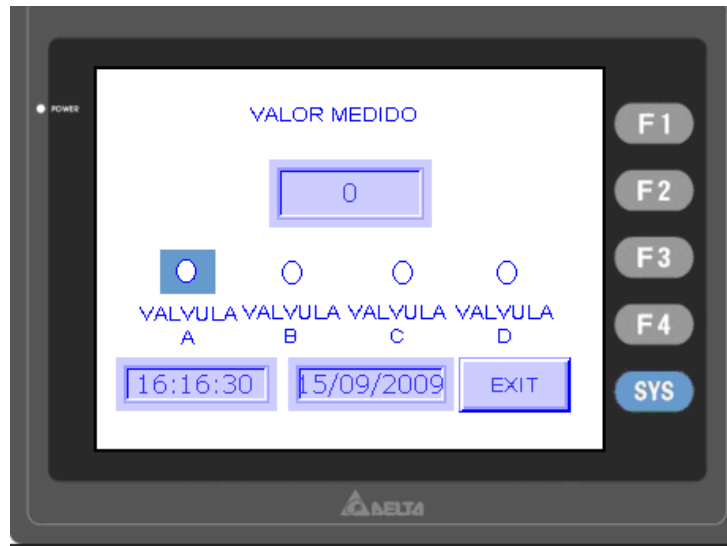 POWER
VALOR MEDIDO
F1
0
F2
F3
VALVULA A
VALVULA B
VALVULA C
VALVULA D
F4
16:16:30
15/09/2009
EXIT
SYS
DELTA